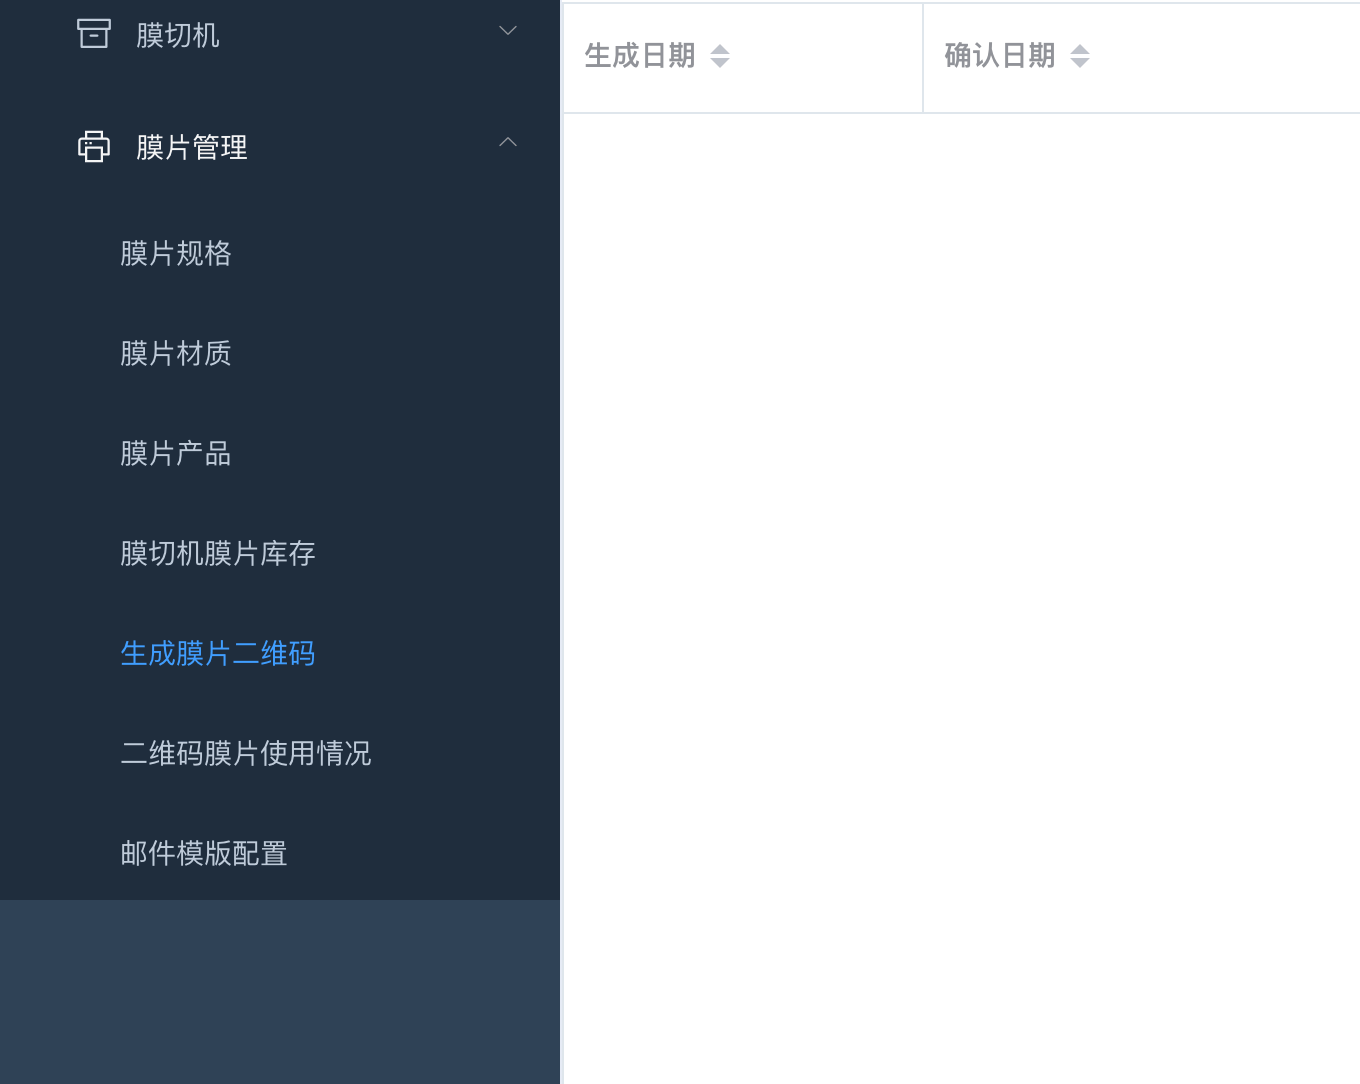 膜切机
膜片管理
膜片规格
膜片材质
膜片产品
膜切机膜片库存
生成膜片二维码
二维码膜片使用情况
邮件模版配置
生成日期
确认日期